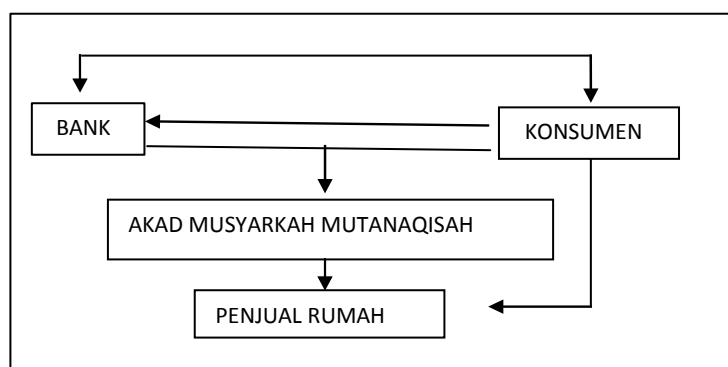 BANK
KONSUMEN
AKAD MUSYARKAH MUTANAQISAH
PENJUAL RUMAH